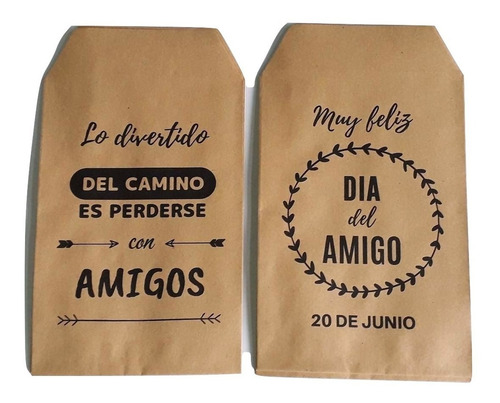 Lo divertido
DEL CAMINO
ES PERDERSE
con
AMIGOS
Muy feliz
DIA
del
AMIGO
20 DE JUNIO